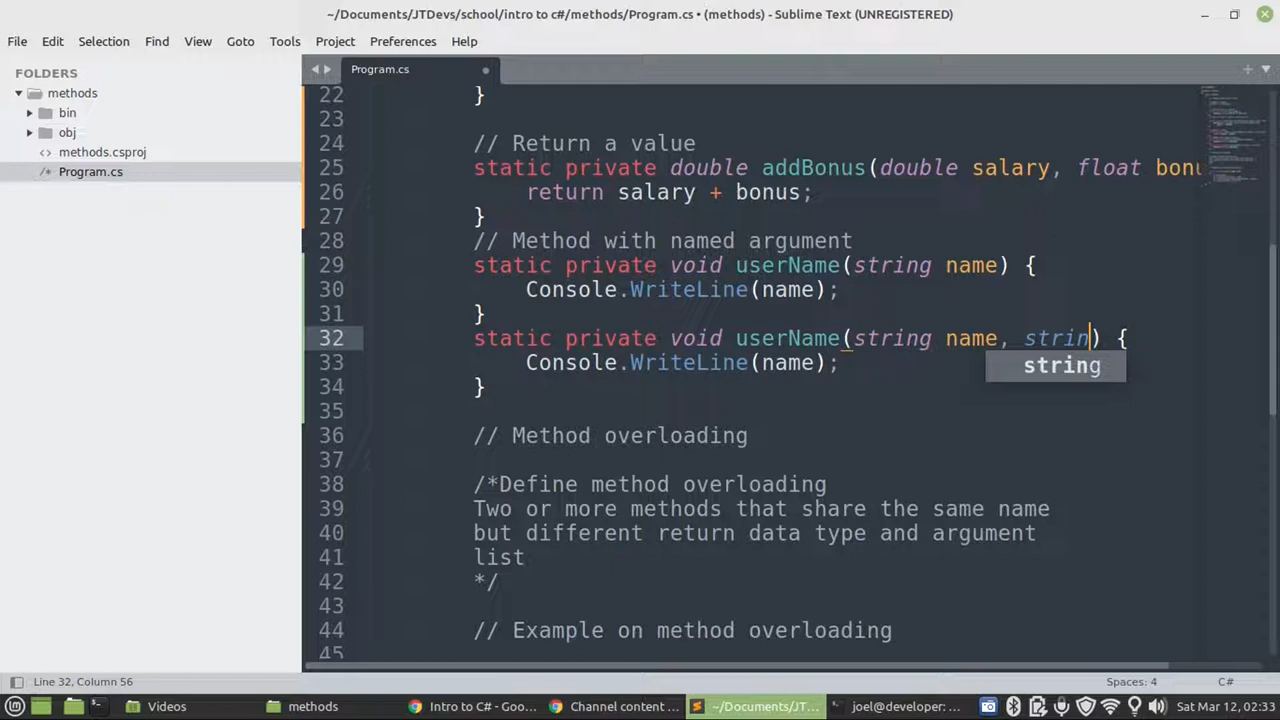 ~/Documents/JTDevs/school/intro to c#/methods/Program.cs • (methods) - Sublime Text (UNREGISTERED)
File Edit Selection Find View Goto Tools Project Preferences Help
FOLDERS
methods
bin
obj
methods.csproj
Program.cs
Program.cs
22 }
23
24 // Return a value
25 static private double addBonus(double salary, float bonu
26 return salary + bonus;
27 }
28 // Method with named argument
29 static private void userName(string name) {
30 Console.WriteLine(name);
31 }
32 static private void userName(string name, strin) {
string
33 Console.WriteLine(name);
34 }
35
36 // Method overloading
37
38 /*Define method overloading
39 Two or more methods that share the same name
40 but different return data type and argument
41 list
42 */
43
44 // Example on method overloading
45
Line 32, Column 56 Spaces: 4 C#
Videos methods Intro to C# - Goo... Channel content ... ~/Documents/JT... joel@developer: ... Sat Mar 12, 02:33